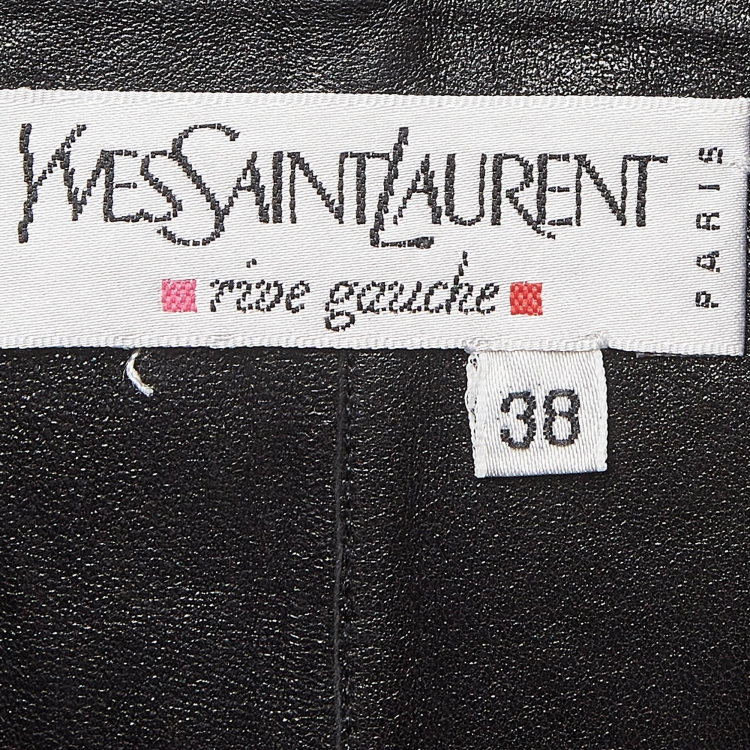 YVESSAINTLAURENT
rive gauche
PARIS
38